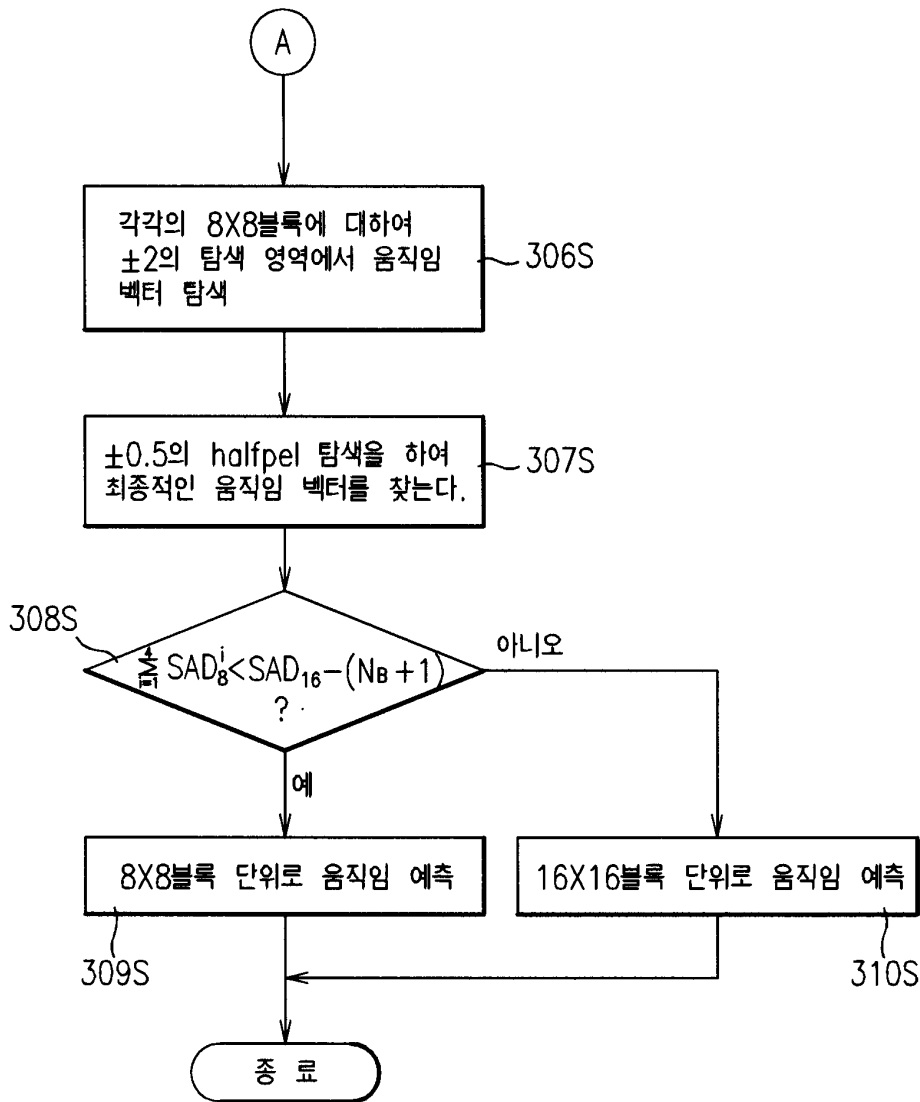 A
각각의 8X8블록에 대하여
±2의 탐색 영역에서 움직임
벡터 탐색
306S
±0.5의 halfpel 탐색을 하여
최종적인 움직임 벡터를 찾는다.
307S
308S
SAD₈ⁱ<SAD₁₆-(N_B+1)
?
아니오
예
8X8블록 단위로 움직임 예측
16X16블록 단위로 움직임 예측
309S
310S
종 료